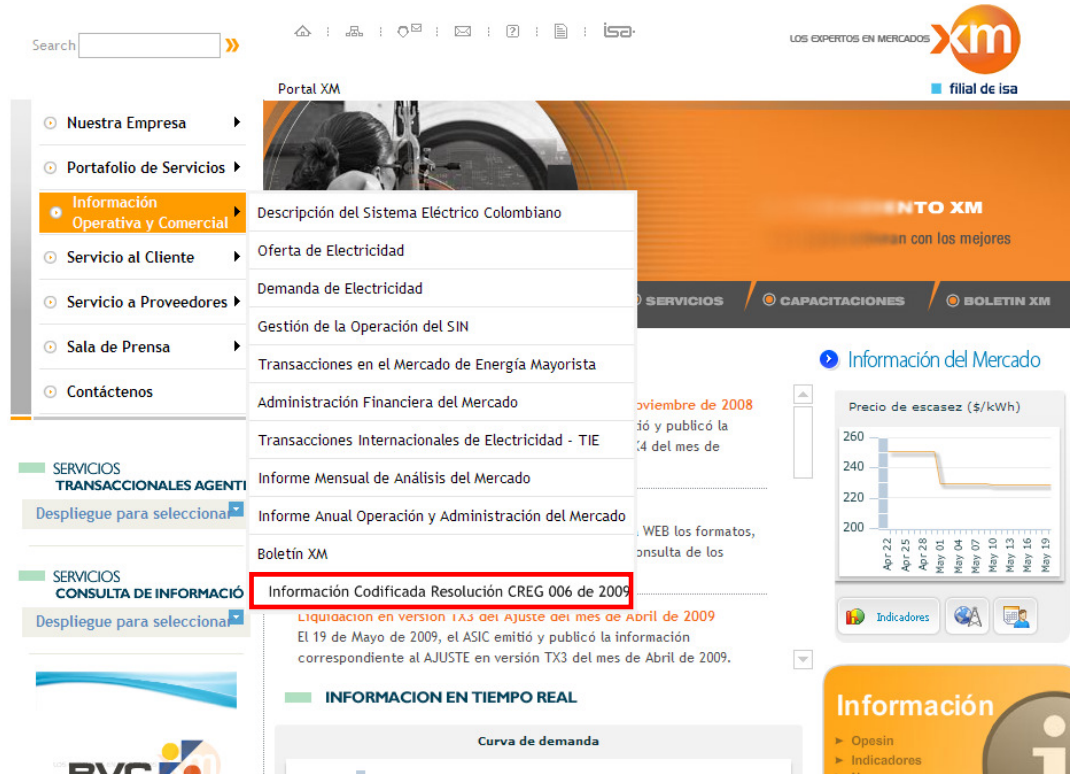 Search
»
?
isa
LOS EXPERTOS EN MERCADOS
xm
filial de isa
Portal XM
Nuestra Empresa
Portafolio de Servicios
Información
Operativa y Comercial
Servicio al Cliente
Servicio a Proveedores
Sala de Prensa
Contáctenos
Descripción del Sistema Eléctrico Colombiano
Oferta de Electricidad
Demanda de Electricidad
Gestión de la Operación del SIN
Transacciones en el Mercado de Energía Mayorista
Administración Financiera del Mercado
Transacciones Internacionales de Electricidad - TIE
Informe Mensual de Análisis del Mercado
Informe Anual Operación y Administración del Mercado
Boletín XM
Información Codificada Resolución CREG 006 de 2009
NTO XM
n con los mejores
SERVICIOS
CAPACITACIONES
BOLETIN XM
oviembre de 2008
ió y publicó la
4 del mes de
WEB los formatos,
onsulta de los
Liquidación en versión TX3 del Ajuste del mes de Abril de 2009
El 19 de Mayo de 2009, el ASIC emitió y publicó la información
correspondiente al AJUSTE en versión TX3 del mes de Abril de 2009.
INFORMACION EN TIEMPO REAL
Curva de demanda
SERVICIOS
TRANSACCIONALES AGENTI
Despliegue para seleccionar
SERVICIOS
CONSULTA DE INFORMACIÓ
Despliegue para seleccionar
BVC
Información del Mercado
Precio de escasez ($/kWh)
260
240
220
200
Apr 22
Apr 25
Apr 28
May 01
May 04
May 07
May 10
May 13
May 16
May 19
Indicadores
Información
Opesin
Indicadores